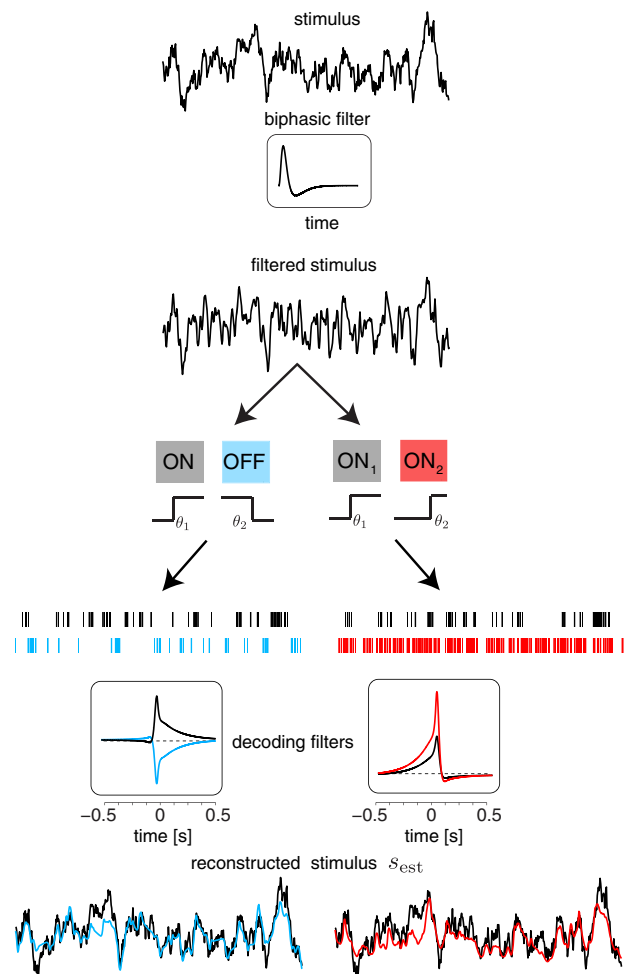 stimulus
biphasic filter
time
filtered stimulus
ON OFF ON₁ ON₂
θ₁ θ₂ θ₁ θ₂
decoding filters
−0.5 0 0.5 −0.5 0 0.5
time [s] time [s]
reconstructed stimulus s_est